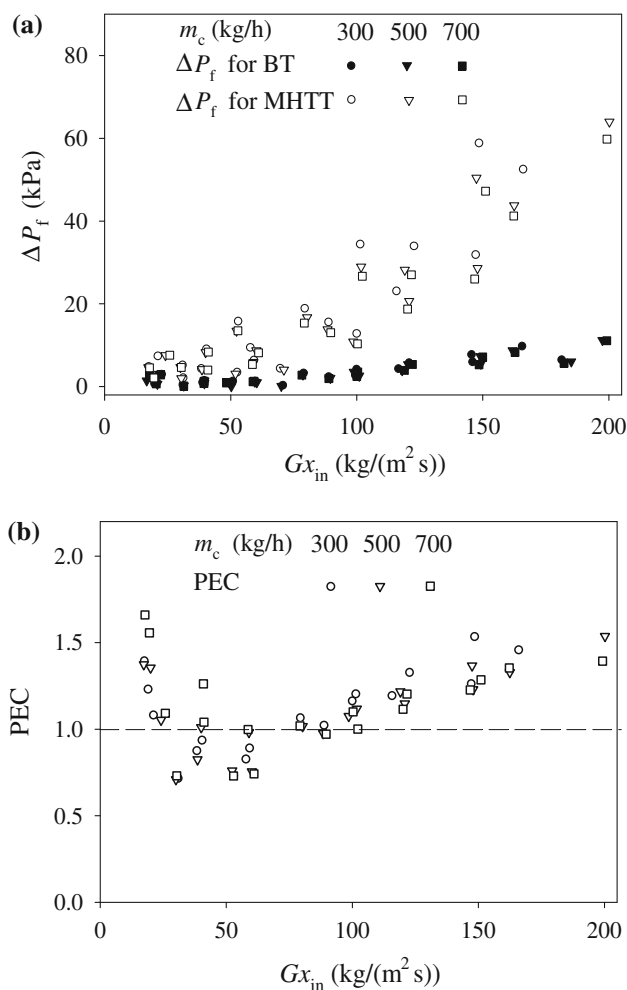 (a)
m_c (kg/h) 300 500 700
ΔP_f for BT
ΔP_f for MHTT
80
60
40
20
0
ΔP_f (kPa)
0 50 100 150 200
Gx_in (kg/(m² s))
(b)
m_c (kg/h) 300 500 700
PEC
2.0
1.5
1.0
0.5
0.0
PEC
0 50 100 150 200
Gx_in (kg/(m² s))